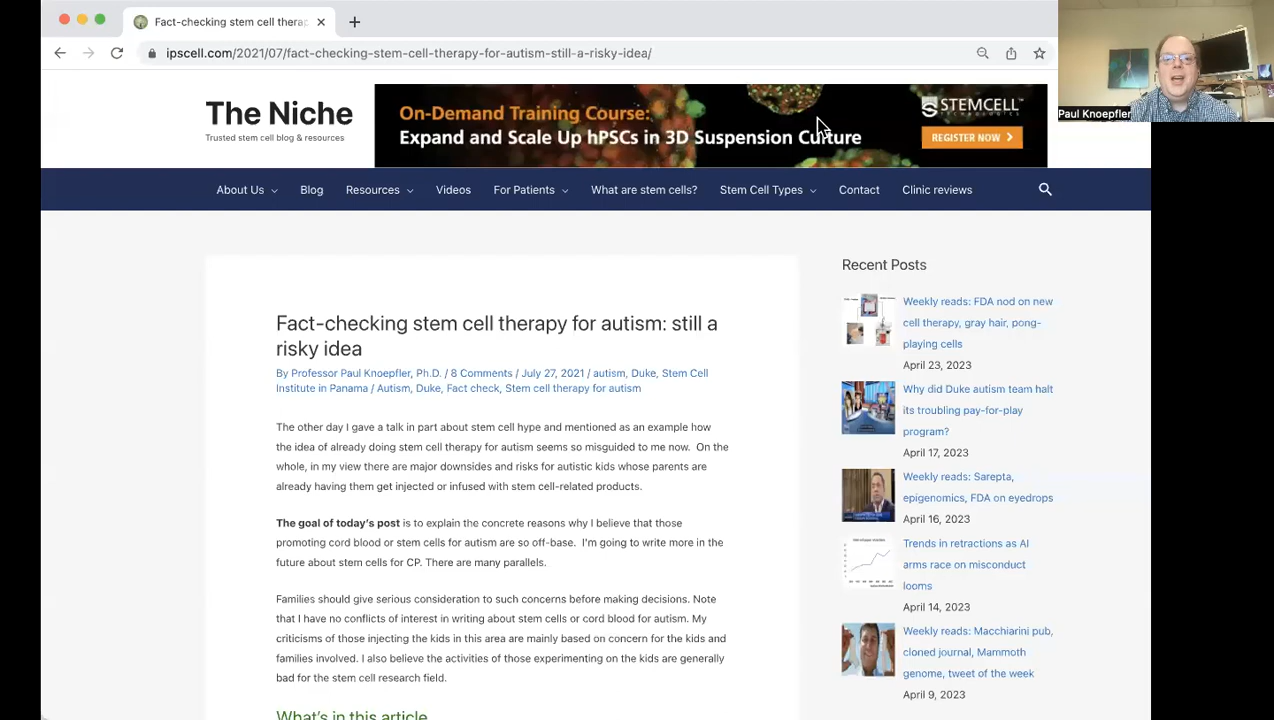 Fact-checking stem cell therap
ipscell.com/2021/07/fact-checking-stem-cell-therapy-for-autism-still-a-risky-idea/
Paul Knoepfler
The Niche
Trusted stem cell blog & resources
On-Demand Training Course:
Expand and Scale Up hPSCs in 3D Suspension Culture
STEMCELL
TECHNOLOGIES
REGISTER NOW
About Us
Blog
Resources
Videos
For Patients
What are stem cells?
Stem Cell Types
Contact
Clinic reviews
Fact-checking stem cell therapy for autism: still a
risky idea
By Professor Paul Knoepfler, Ph.D. / 8 Comments / July 27, 2021 / autism, Duke, Stem Cell
Institute in Panama / Autism, Duke, Fact check, Stem cell therapy for autism
The other day I gave a talk in part about stem cell hype and mentioned as an example how
the idea of already doing stem cell therapy for autism seems so misguided to me now.  On the
whole, in my view there are major downsides and risks for autistic kids whose parents are
already having them get injected or infused with stem cell-related products.
The goal of today's post is to explain the concrete reasons why I believe that those
promoting cord blood or stem cells for autism are so off-base.  I'm going to write more in the
future about stem cells for CP. There are many parallels.
Families should give serious consideration to such concerns before making decisions. Note
that I have no conflicts of interest in writing about stem cells or cord blood for autism. My
criticisms of those injecting the kids in this area are mainly based on concern for the kids and
families involved. I also believe the activities of those experimenting on the kids are generally
bad for the stem cell research field.
What's in this article
Recent Posts
Weekly reads: FDA nod on new
cell therapy, gray hair, pong-
playing cells
April 23, 2023
Why did Duke autism team halt
its troubling pay-for-play
program?
April 17, 2023
Weekly reads: Sarepta,
epigenomics, FDA on eyedrops
April 16, 2023
Trends in retractions as AI
arms race on misconduct
looms
April 14, 2023
Weekly reads: Macchiarini pub,
cloned journal, Mammoth
genome, tweet of the week
April 9, 2023